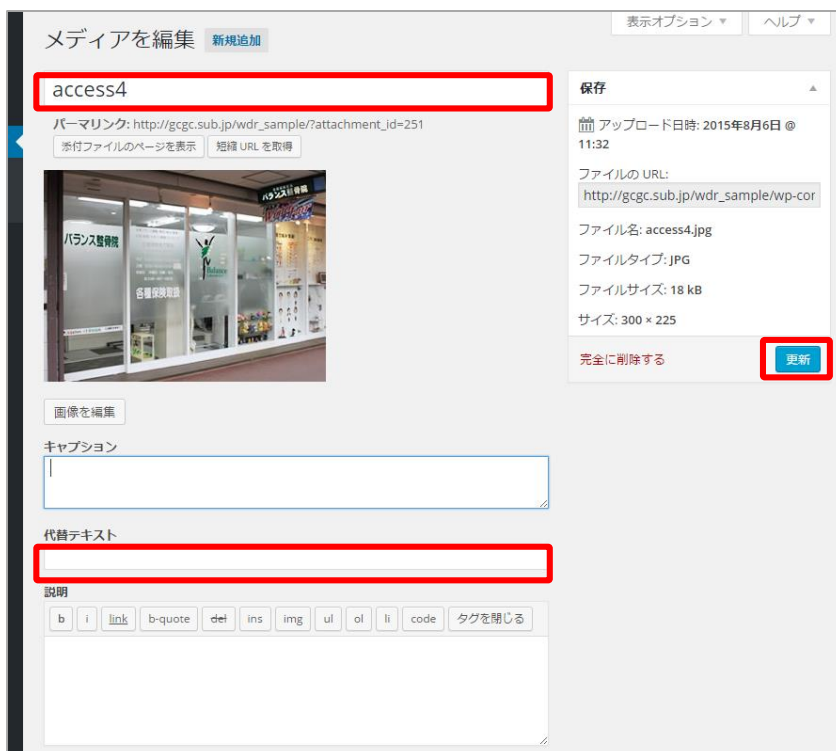 表示オプション ▼ ヘルプ ▼
メディアを編集 新規追加
access4
パーマリンク: http://gcgc.sub.jp/wdr_sample/?attachment_id=251
添付ファイルのページを表示 短縮 URL を取得
バランス整骨院
バランス整骨院
Balance
各種保険取扱
画像を編集
キャプション
代替テキスト
説明
b i link b-quote del ins img ul ol li code タグを閉じる
保存
アップロード日時: 2015年8月6日 @
11:32
ファイルの URL:
http://gcgc.sub.jp/wdr_sample/wp-cor
ファイル名: access4.jpg
ファイルタイプ: JPG
ファイルサイズ: 18 kB
サイズ: 300 × 225
完全に削除する 更新